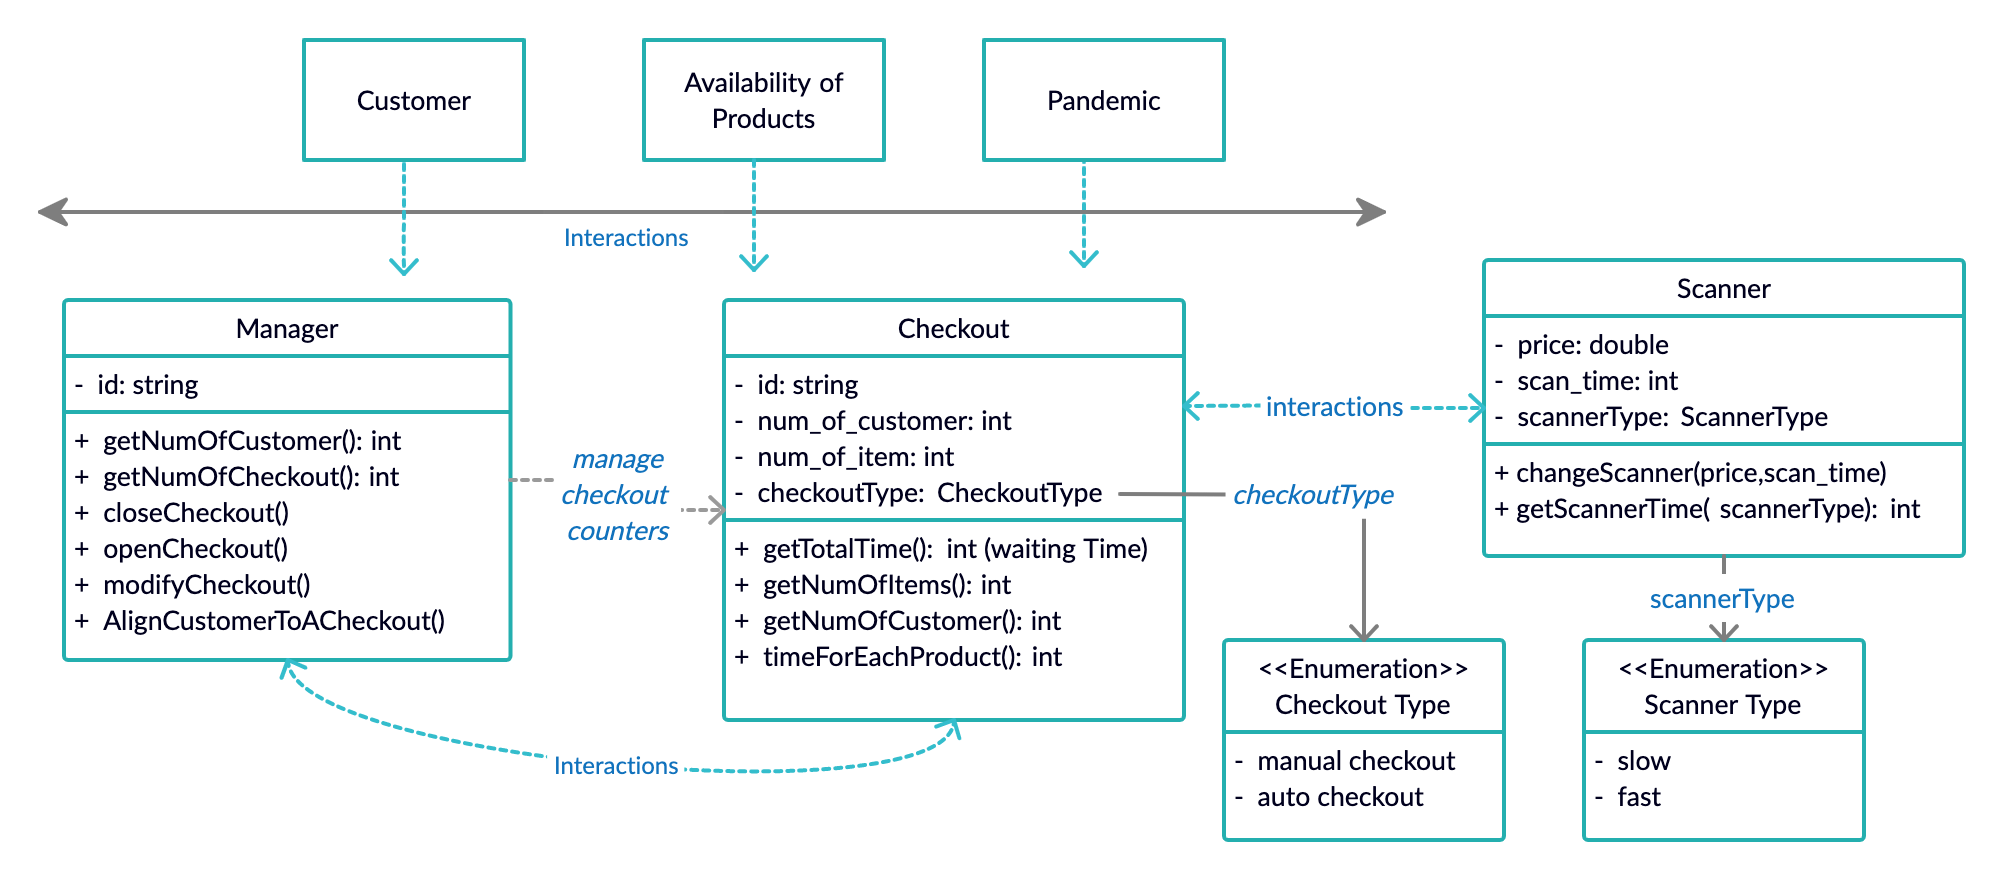 Customer
Availability of
Products
Pandemic
Interactions
Manager
- id: string
+ getNumOfCustomer(): int
+ getNumOfCheckout(): int
+ closeCheckout()
+ openCheckout()
+ modifyCheckout()
+ AlignCustomerToACheckout()
manage
checkout
counters
Checkout
- id: string
- num_of_customer: int
- num_of_item: int
- checkoutType: CheckoutType
+ getTotalTime(): int (waiting Time)
+ getNumOfItems(): int
+ getNumOfCustomer(): int
+ timeForEachProduct(): int
Interactions
interactions
checkoutType
Scanner
- price: double
- scan_time: int
- scannerType: ScannerType
+ changeScanner(price,scan_time)
+ getScannerTime( scannerType): int
scannerType
<<Enumeration>>
Checkout Type
- manual checkout
- auto checkout
<<Enumeration>>
Scanner Type
- slow
- fast